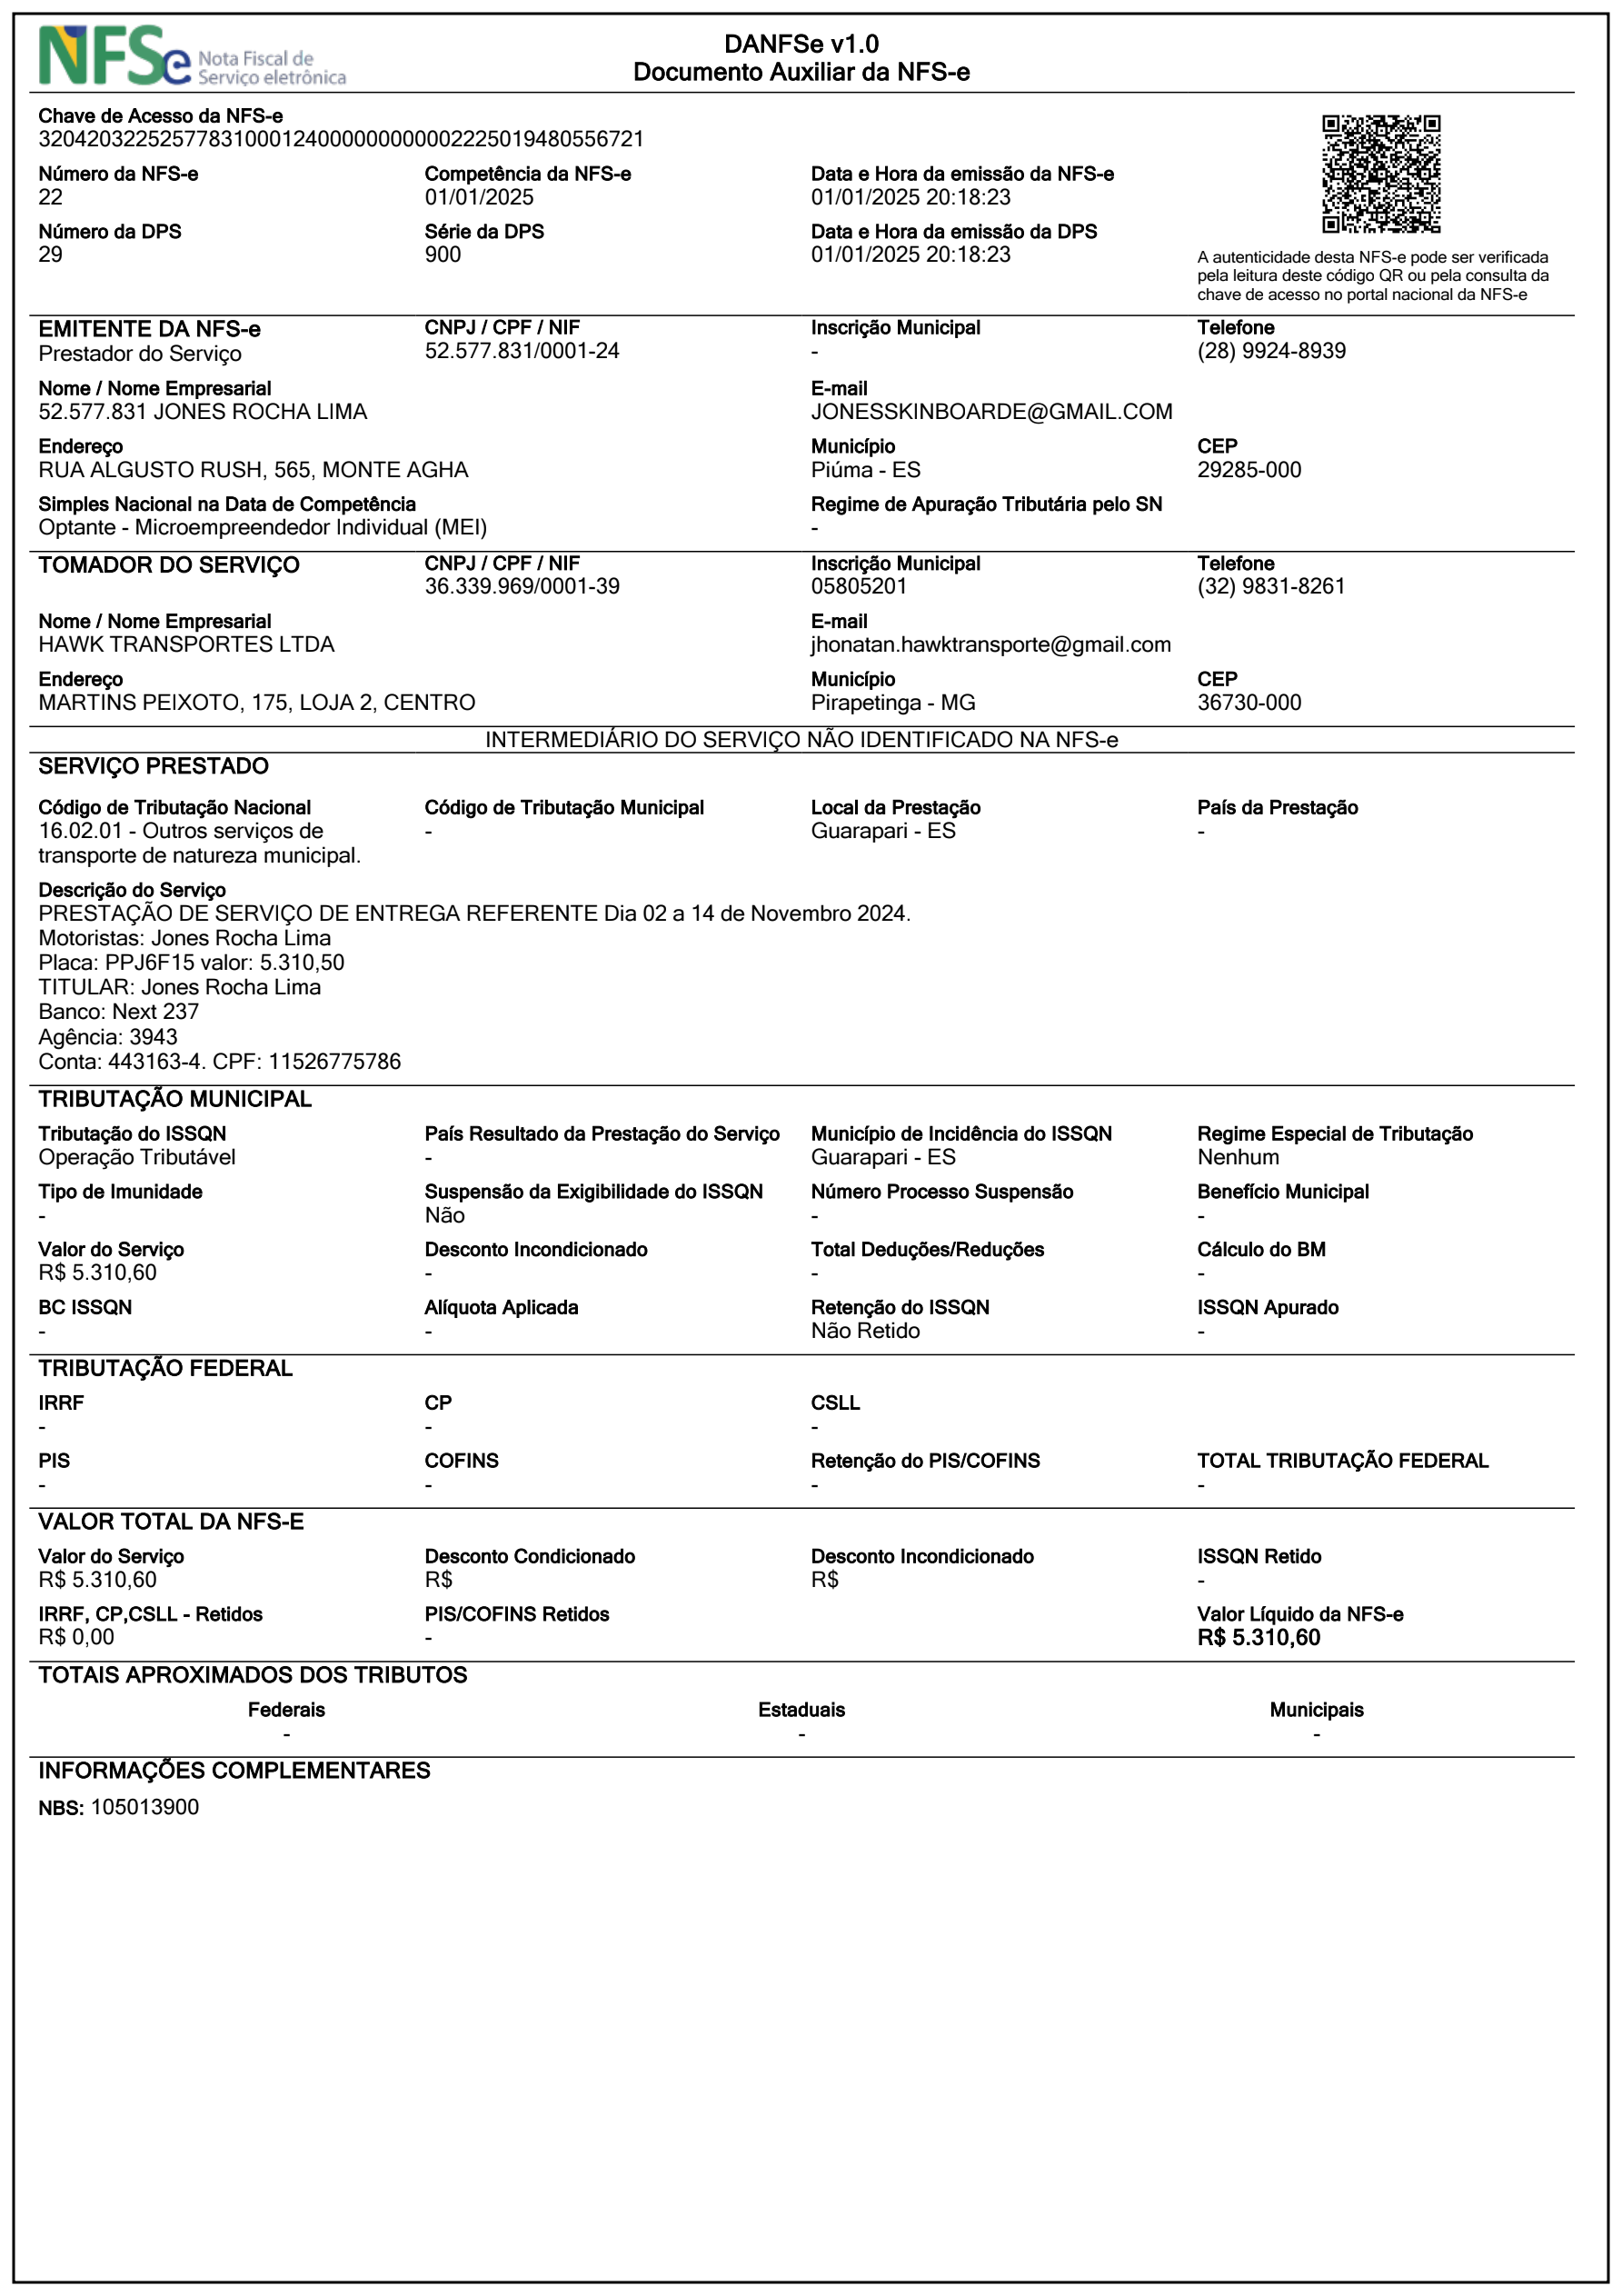 NFSe Nota Fiscal de Serviço eletrônica
DANFSe v1.0
Documento Auxiliar da NFS-e
Chave de Acesso da NFS-e
32042032252577831000124000000000002225019480556721
Número da NFS-e Competência da NFS-e Data e Hora da emissão da NFS-e
22 01/01/2025 01/01/2025 20:18:23
Número da DPS Série da DPS Data e Hora da emissão da DPS
29 900 01/01/2025 20:18:23
A autenticidade desta NFS-e pode ser verificada
pela leitura deste código QR ou pela consulta da
chave de acesso no portal nacional da NFS-e
EMITENTE DA NFS-e CNPJ / CPF / NIF Inscrição Municipal Telefone
Prestador do Serviço 52.577.831/0001-24 - (28) 9924-8939
Nome / Nome Empresarial E-mail
52.577.831 JONES ROCHA LIMA JONESSKINBOARDE@GMAIL.COM
Endereço Município CEP
RUA ALGUSTO RUSH, 565, MONTE AGHA Piúma - ES 29285-000
Simples Nacional na Data de Competência Regime de Apuração Tributária pelo SN
Optante - Microempreendedor Individual (MEI) -
TOMADOR DO SERVIÇO CNPJ / CPF / NIF Inscrição Municipal Telefone
36.339.969/0001-39 05805201 (32) 9831-8261
Nome / Nome Empresarial E-mail
HAWK TRANSPORTES LTDA jhonatan.hawktransporte@gmail.com
Endereço Município CEP
MARTINS PEIXOTO, 175, LOJA 2, CENTRO Pirapetinga - MG 36730-000
INTERMEDIÁRIO DO SERVIÇO NÃO IDENTIFICADO NA NFS-e
SERVIÇO PRESTADO
Código de Tributação Nacional Código de Tributação Municipal Local da Prestação País da Prestação
16.02.01 - Outros serviços de - Guarapari - ES -
transporte de natureza municipal.
Descrição do Serviço
PRESTAÇÃO DE SERVIÇO DE ENTREGA REFERENTE Dia 02 a 14 de Novembro 2024.
Motoristas: Jones Rocha Lima
Placa: PPJ6F15 valor: 5.310,50
TITULAR: Jones Rocha Lima
Banco: Next 237
Agência: 3943
Conta: 443163-4. CPF: 11526775786
TRIBUTAÇÃO MUNICIPAL
Tributação do ISSQN País Resultado da Prestação do Serviço Município de Incidência do ISSQN Regime Especial de Tributação
Operação Tributável - Guarapari - ES Nenhum
Tipo de Imunidade Suspensão da Exigibilidade do ISSQN Número Processo Suspensão Benefício Municipal
- Não - -
Valor do Serviço Desconto Incondicionado Total Deduções/Reduções Cálculo do BM
R$ 5.310,60 - - -
BC ISSQN Alíquota Aplicada Retenção do ISSQN ISSQN Apurado
- - Não Retido -
TRIBUTAÇÃO FEDERAL
IRRF CP CSLL
- - -
PIS COFINS Retenção do PIS/COFINS TOTAL TRIBUTAÇÃO FEDERAL
- - - -
VALOR TOTAL DA NFS-E
Valor do Serviço Desconto Condicionado Desconto Incondicionado ISSQN Retido
R$ 5.310,60 R$ R$ -
IRRF, CP,CSLL - Retidos PIS/COFINS Retidos Valor Líquido da NFS-e
R$ 0,00 - R$ 5.310,60
TOTAIS APROXIMADOS DOS TRIBUTOS
Federais Estaduais Municipais
- - -
INFORMAÇÕES COMPLEMENTARES
NBS: 105013900